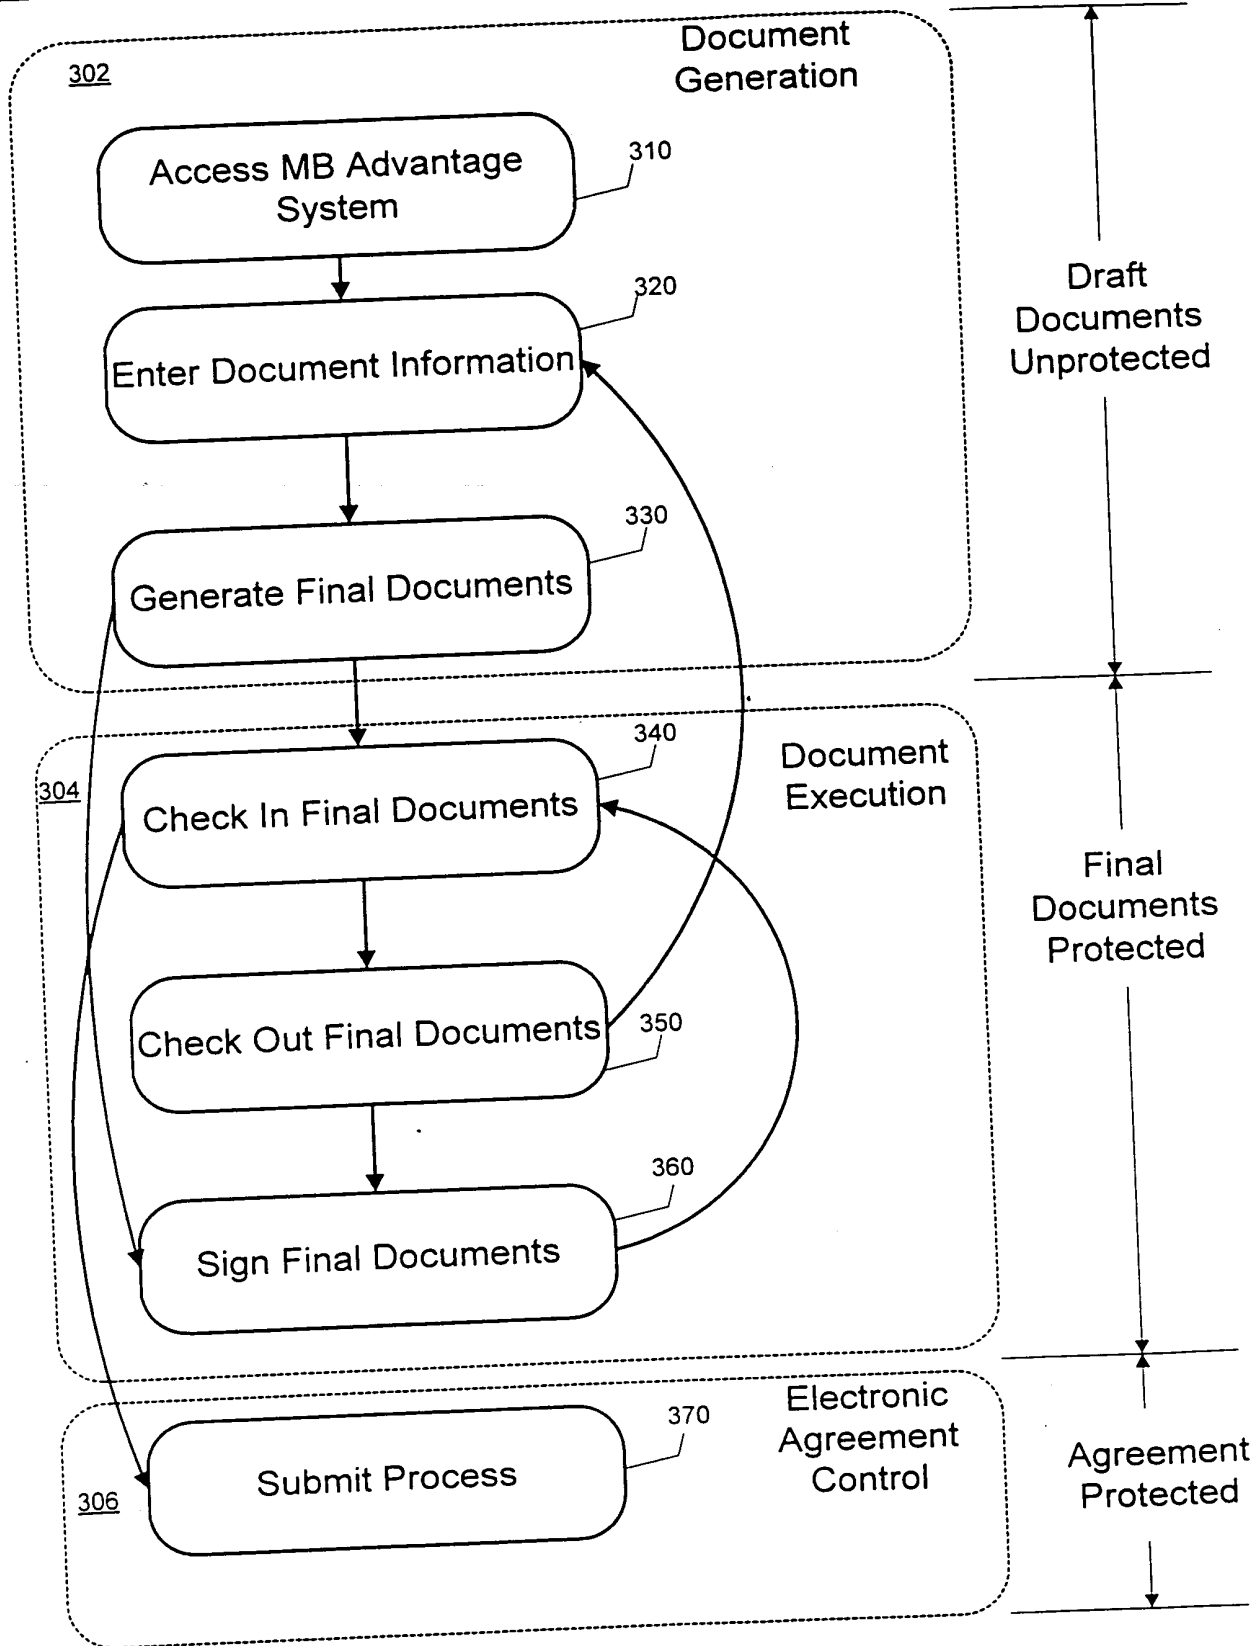 Document
Generation
302
Access MB Advantage
System
310
320
Enter Document Information
Draft
Documents
Unprotected
330
Generate Final Documents
340
Document
Execution
304
Check In Final Documents
Final
Documents
Protected
350
Check Out Final Documents
360
Sign Final Documents
Electronic
Agreement
Control
370
Submit Process
306
Agreement
Protected